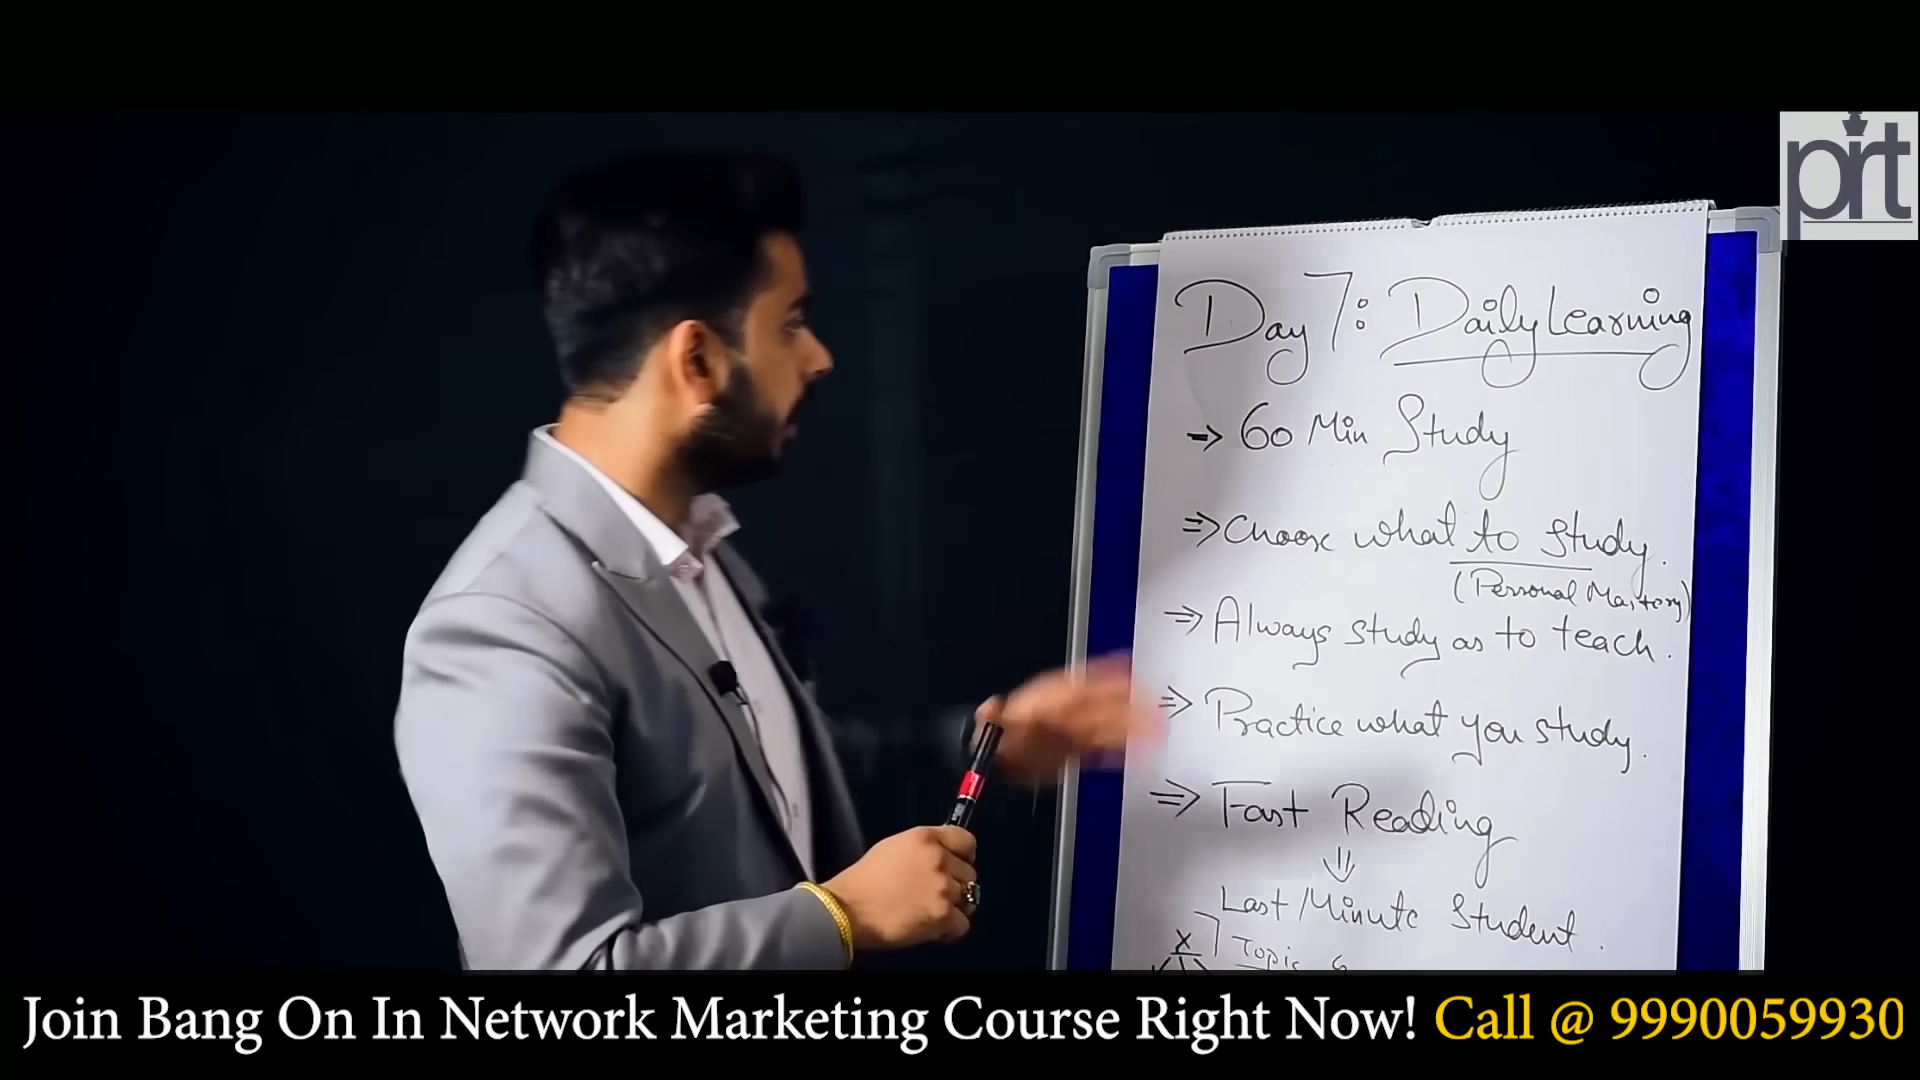 pirt
Day 7: Daily Learning
→ 60 Min Study
⇒ Choose what to study.
(Personal Mastery)
⇒ Always study as to teach.
⇒ Practice what you study.
⇒ Fast Reading
⇓
Last Minute Student.
x Topic
Join Bang On In Network Marketing Course Right Now! Call @ 9990059930